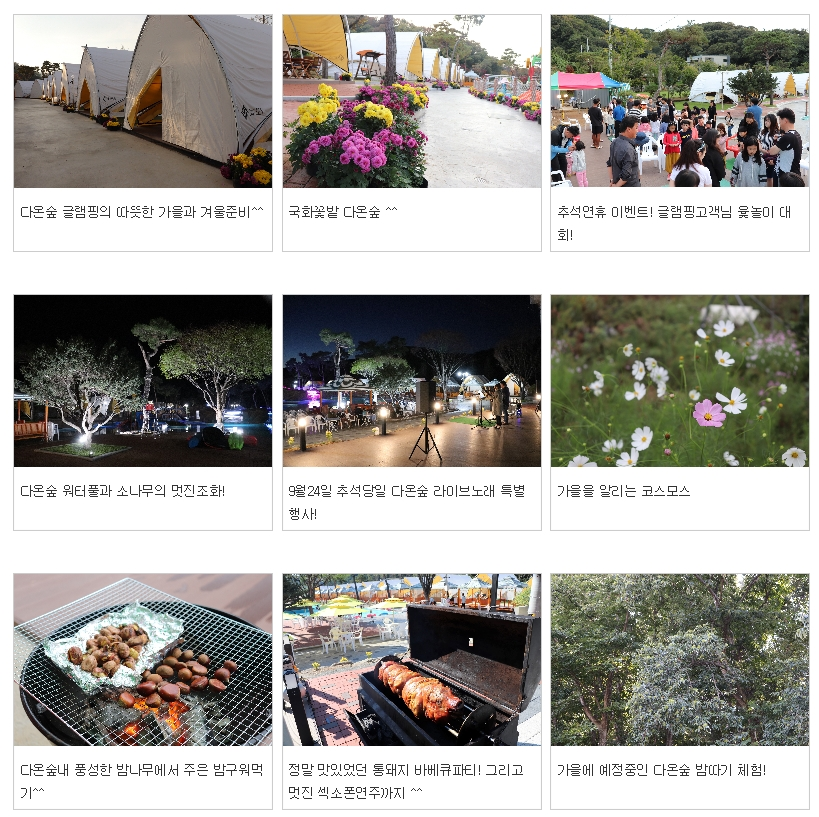 다온숲 글램핑의 따뜻한 가을과 겨울준비^^
국화꽃밭 다온숲 ^^
추석연휴 이벤트! 글램핑고객님 윷놀이 대
회!
다온숲 워터풀과 소나무의 멋진조화!
9월24일 추석당일 다온숲 라이브노래 특별
행사!
가을을 알리는 코스모스
다온숲내 풍성한 밤나무에서 주은 밤구워먹
기^^
정말 맛있었던 통돼지 바베큐파티! 그리고
멋진 섹소폰연주까지 ^^
가을에 예정중인 다온숲 밤따기 체험!